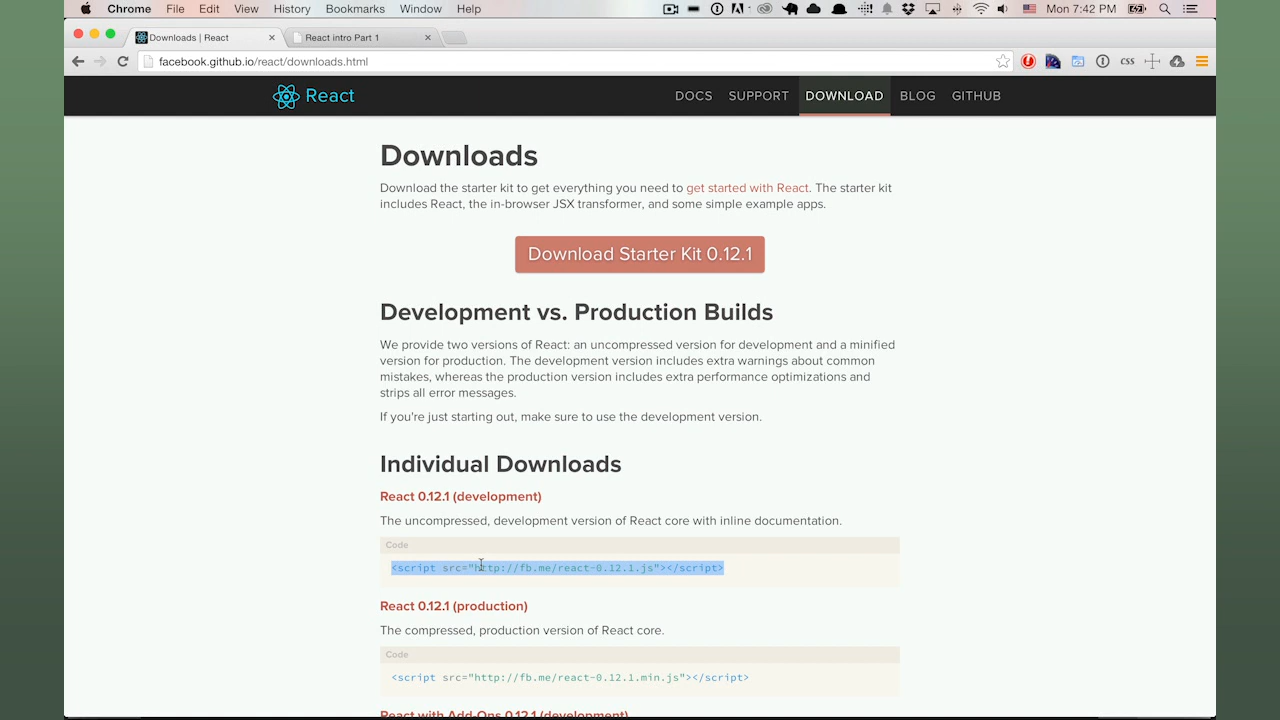 Chrome File Edit View History Bookmarks Window Help Mon 7:42 PM
Downloads | React
React intro Part 1
facebook.github.io/react/downloads.html
CSS
React
DOCS SUPPORT DOWNLOAD BLOG GITHUB
Downloads
Download the starter kit to get everything you need to get started with React. The starter kit
includes React, the in-browser JSX transformer, and some simple example apps.
Download Starter Kit 0.12.1
Development vs. Production Builds
We provide two versions of React: an uncompressed version for development and a minified
version for production. The development version includes extra warnings about common
mistakes, whereas the production version includes extra performance optimizations and
strips all error messages.
If you're just starting out, make sure to use the development version.
Individual Downloads
React 0.12.1 (development)
The uncompressed, development version of React core with inline documentation.
Code
<script src="http://fb.me/react-0.12.1.js"></script>
React 0.12.1 (production)
The compressed, production version of React core.
Code
<script src="http://fb.me/react-0.12.1.min.js"></script>
React with Add-Ons 0.12.1 (development)